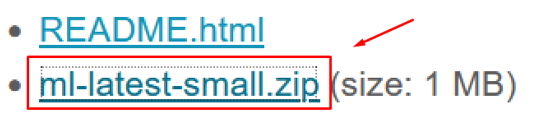 • README.html
• ml-latest-small.zip (size: 1 MB)